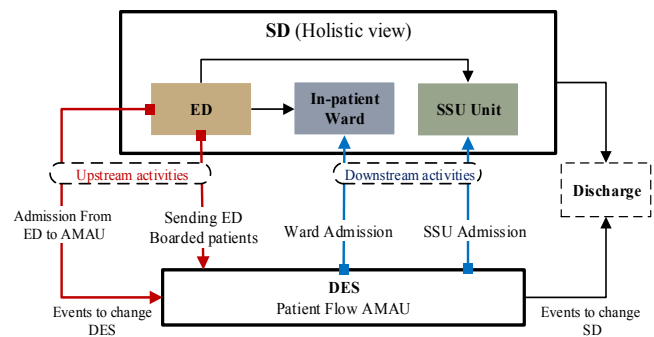 SD (Holistic view)
ED
In-patient
Ward
SSU Unit
Upstream activities
Downstream activities
Discharge
Admission From
ED to AMAU
Sending ED
Boarded patients
Ward Admission
SSU Admission
DES
Patient Flow AMAU
Events to change
DES
Events to change
SD